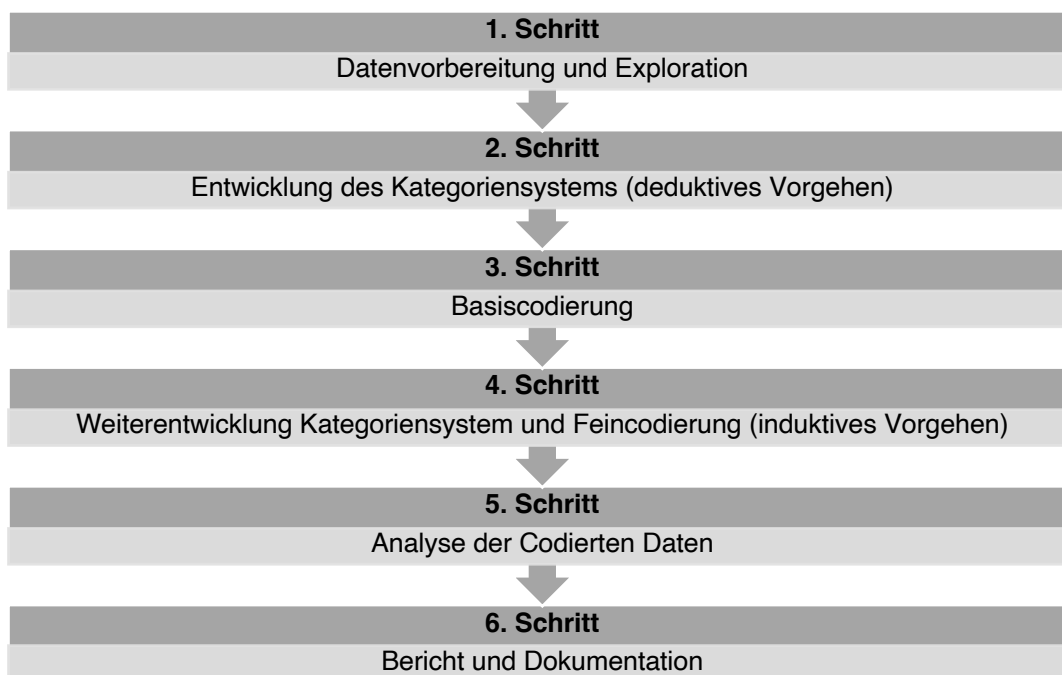 1. Schritt
Datenvorbereitung und Exploration
2. Schritt
Entwicklung des Kategoriensystems (deduktives Vorgehen)
3. Schritt
Basiscodierung
4. Schritt
Weiterentwicklung Kategoriensystem und Feincodierung (induktives Vorgehen)
5. Schritt
Analyse der Codierten Daten
6. Schritt
Bericht und Dokumentation